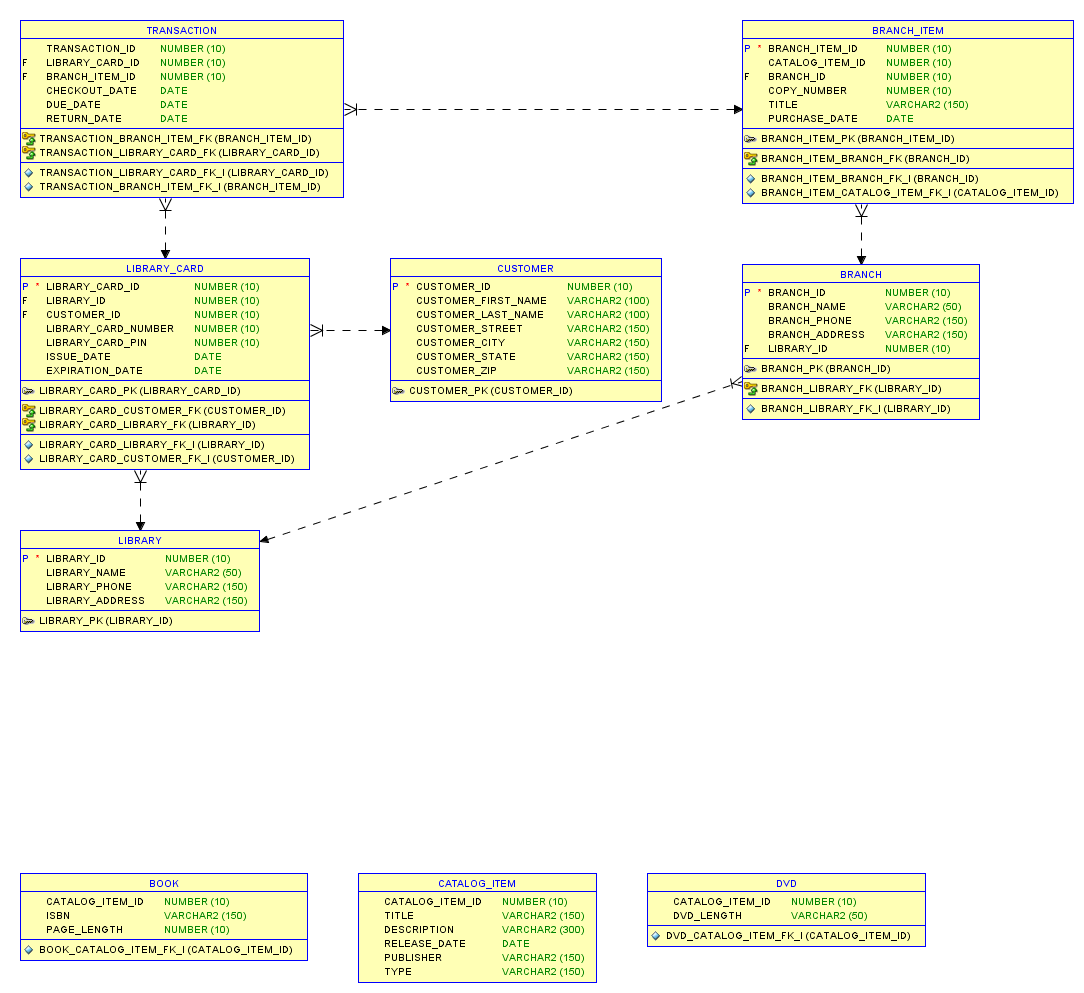 TRANSACTION
TRANSACTION_ID NUMBER (10)
F LIBRARY_CARD_ID NUMBER (10)
F BRANCH_ITEM_ID NUMBER (10)
CHECKOUT_DATE DATE
DUE_DATE DATE
RETURN_DATE DATE
TRANSACTION_BRANCH_ITEM_FK (BRANCH_ITEM_ID)
TRANSACTION_LIBRARY_CARD_FK (LIBRARY_CARD_ID)
TRANSACTION_LIBRARY_CARD_FK_I (LIBRARY_CARD_ID)
TRANSACTION_BRANCH_ITEM_FK_I (BRANCH_ITEM_ID)
BRANCH_ITEM
P * BRANCH_ITEM_ID NUMBER (10)
CATALOG_ITEM_ID NUMBER (10)
F BRANCH_ID NUMBER (10)
COPY_NUMBER NUMBER (10)
TITLE VARCHAR2 (150)
PURCHASE_DATE DATE
BRANCH_ITEM_PK (BRANCH_ITEM_ID)
BRANCH_ITEM_BRANCH_FK (BRANCH_ID)
BRANCH_ITEM_BRANCH_FK_I (BRANCH_ID)
BRANCH_ITEM_CATALOG_ITEM_FK_I (CATALOG_ITEM_ID)
LIBRARY_CARD
P * LIBRARY_CARD_ID NUMBER (10)
F LIBRARY_ID NUMBER (10)
F CUSTOMER_ID NUMBER (10)
LIBRARY_CARD_NUMBER NUMBER (10)
LIBRARY_CARD_PIN NUMBER (10)
ISSUE_DATE DATE
EXPIRATION_DATE DATE
LIBRARY_CARD_PK (LIBRARY_CARD_ID)
LIBRARY_CARD_CUSTOMER_FK (CUSTOMER_ID)
LIBRARY_CARD_LIBRARY_FK (LIBRARY_ID)
LIBRARY_CARD_LIBRARY_FK_I (LIBRARY_ID)
LIBRARY_CARD_CUSTOMER_FK_I (CUSTOMER_ID)
CUSTOMER
P * CUSTOMER_ID NUMBER (10)
CUSTOMER_FIRST_NAME VARCHAR2 (100)
CUSTOMER_LAST_NAME VARCHAR2 (100)
CUSTOMER_STREET VARCHAR2 (150)
CUSTOMER_CITY VARCHAR2 (150)
CUSTOMER_STATE VARCHAR2 (150)
CUSTOMER_ZIP VARCHAR2 (150)
CUSTOMER_PK (CUSTOMER_ID)
BRANCH
P * BRANCH_ID NUMBER (10)
BRANCH_NAME VARCHAR2 (50)
BRANCH_PHONE VARCHAR2 (150)
BRANCH_ADDRESS VARCHAR2 (150)
F LIBRARY_ID NUMBER (10)
BRANCH_PK (BRANCH_ID)
BRANCH_LIBRARY_FK (LIBRARY_ID)
BRANCH_LIBRARY_FK_I (LIBRARY_ID)
LIBRARY
P * LIBRARY_ID NUMBER (10)
LIBRARY_NAME VARCHAR2 (50)
LIBRARY_PHONE VARCHAR2 (150)
LIBRARY_ADDRESS VARCHAR2 (150)
LIBRARY_PK (LIBRARY_ID)
BOOK
CATALOG_ITEM_ID NUMBER (10)
ISBN VARCHAR2 (150)
PAGE_LENGTH NUMBER (10)
BOOK_CATALOG_ITEM_FK_I (CATALOG_ITEM_ID)
CATALOG_ITEM
CATALOG_ITEM_ID NUMBER (10)
TITLE VARCHAR2 (150)
DESCRIPTION VARCHAR2 (300)
RELEASE_DATE DATE
PUBLISHER VARCHAR2 (150)
TYPE VARCHAR2 (150)
DVD
CATALOG_ITEM_ID NUMBER (10)
DVD_LENGTH VARCHAR2 (50)
DVD_CATALOG_ITEM_FK_I (CATALOG_ITEM_ID)